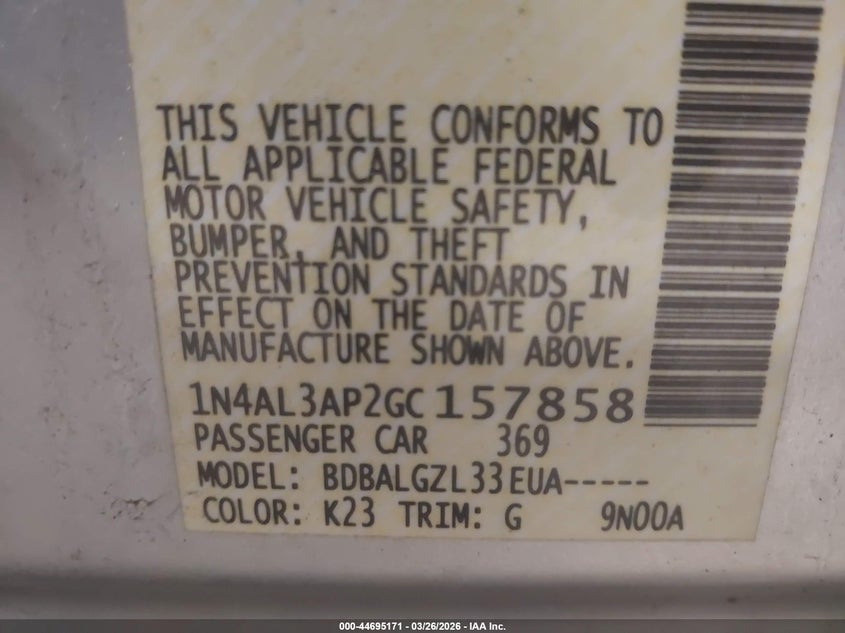 THIS VEHICLE CONFORMS TO
ALL APPLICABLE FEDERAL
MOTOR VEHICLE SAFETY,
BUMPER, AND THEFT
PREVENTION STANDARDS IN
EFFECT ON THE DATE OF
MANUFACTURE SHOWN ABOVE.
1N4AL3AP2GC157858
PASSENGER CAR 369
MODEL: BDBALGZL33EUA-----
COLOR: K23 TRIM: G 9N00A
000-44695171 - 03/26/2026 - IAA Inc.